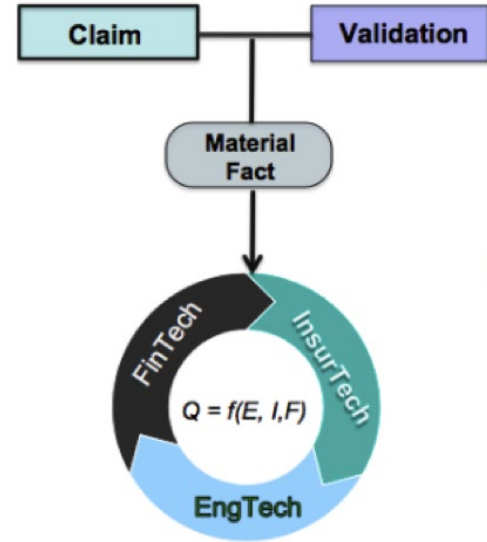 Claim
Validation
Material
Fact
FinTech
InsurTech
Q = f(E, I,F)
EngTech